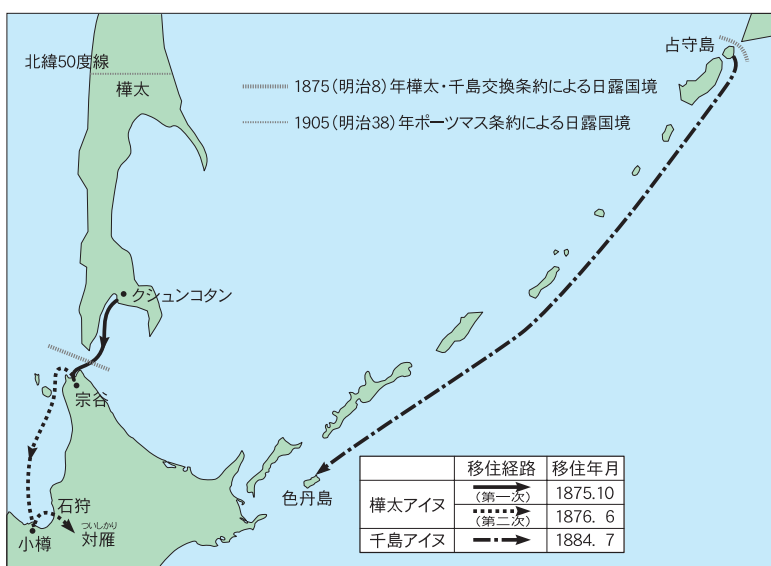 占守島
北緯50度線
樺太
1875(明治8)年樺太・千島交換条約による日露国境
1905(明治38)年ポーツマス条約による日露国境
クシュンコタン
宗谷
色丹島
石狩
ついしかり
対雁
小樽
移住経路 移住年月
樺太アイヌ (第一次) 1875.10
(第二次) 1876. 6
千島アイヌ 1884. 7